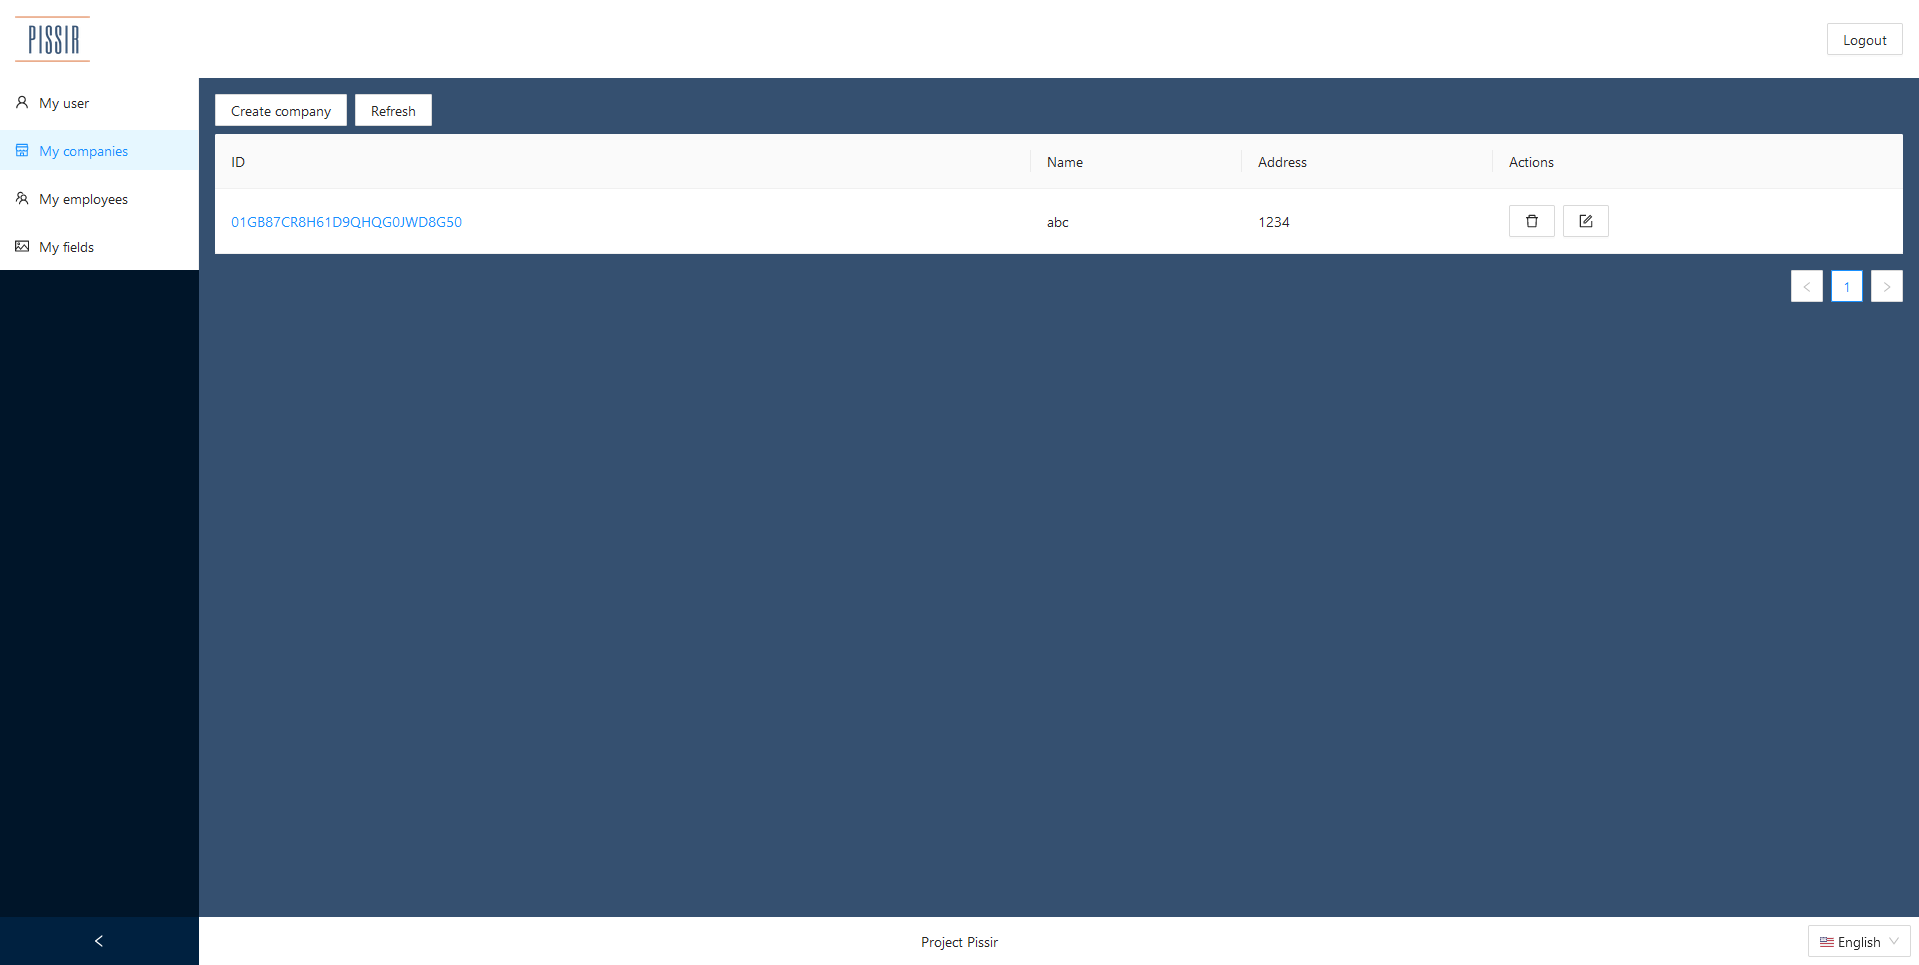 PISSIR
Logout
My user
My companies
My employees
My fields
Create company Refresh
ID Name Address Actions
01GB87CR8H61D9QHQG0JWD8G50 abc 1234
< 1 >
<
Project Pissir
English